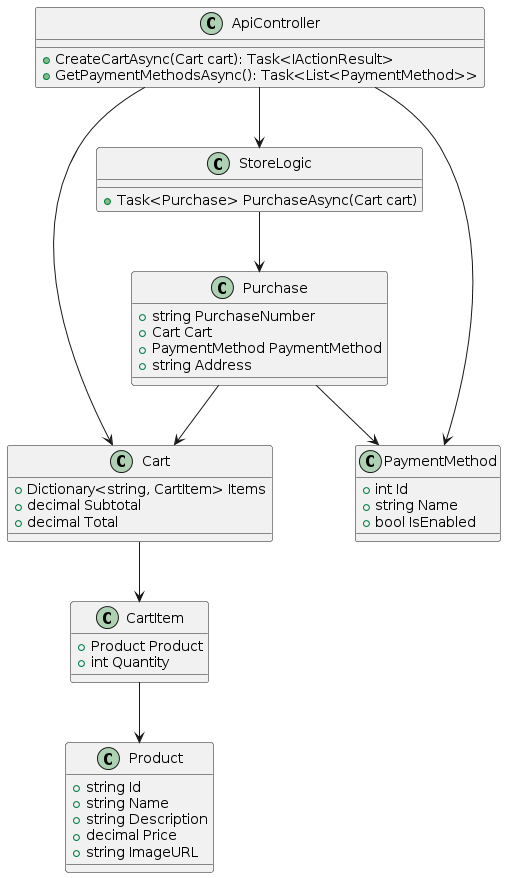 C ApiController
CreateCartAsync(Cart cart): Task<IActionResult>
GetPaymentMethodsAsync(): Task<List<PaymentMethod>>
C StoreLogic
Task<Purchase> PurchaseAsync(Cart cart)
C Purchase
string PurchaseNumber
Cart Cart
PaymentMethod PaymentMethod
string Address
C Cart
Dictionary<string, CartItem> Items
decimal Subtotal
decimal Total
C PaymentMethod
int Id
string Name
bool IsEnabled
C CartItem
Product Product
int Quantity
C Product
string Id
string Name
string Description
decimal Price
string ImageURL